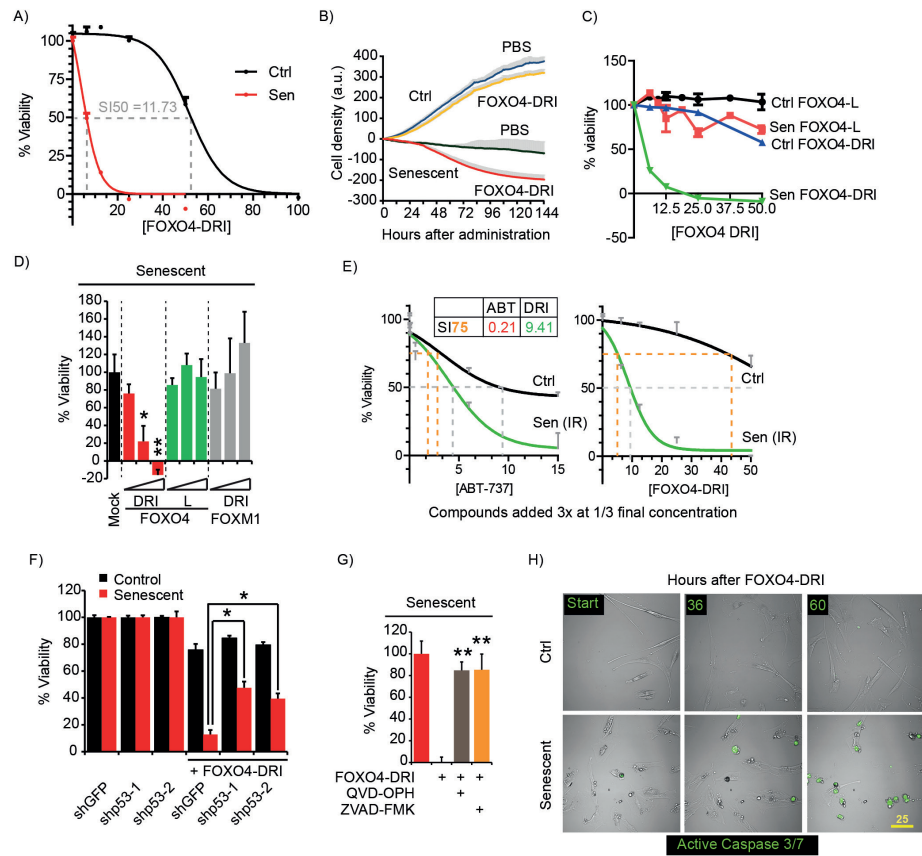 A)
% Viability
100
50
0
SI50 =11.73
Ctrl
Sen
20 40 60 80 100
[FOXO4-DRI]
B)
Cell density (a.u.)
400
300
200
100
0
-100
-200
-300
PBS
Ctrl
FOXO4-DRI
PBS
Senescent
FOXO4-DRI
0 24 48 72 96 120 144
Hours after administration
C)
% viability
150
100
50
0
-50
Ctrl FOXO4-L
Sen FOXO4-L
Ctrl FOXO4-DRI
Sen FOXO4-DRI
12.5 25.0 37.5 50.0
[FOXO4 DRI]
D)
Senescent
% Viability
180
160
140
120
100
80
60
40
20
0
-20
*
**
Mock
DRI L DRI
FOXO4 FOXM1
E)
ABT DRI
SI75 0.21 9.41
% Viability
100
50
Ctrl
Sen (IR)
0 5 10 15
[ABT-737]
100
50
Ctrl
Sen (IR)
0 10 20 30 40 50
[FOXO4-DRI]
Compounds added 3x at 1/3 final concentration
F)
Control
Senescent
% Viability
120
100
80
60
40
20
0
*
*
shGFP
shp53-1
shp53-2
shGFP
shp53-1
shp53-2
+ FOXO4-DRI
G)
Senescent
% Viability
120
100
80
60
40
20
0
**
**
FOXO4-DRI + + +
QVD-OPH +
ZVAD-FMK +
H)
Hours after FOXO4-DRI
Start 36 60
Ctrl
Senescent
25
Active Caspase 3/7